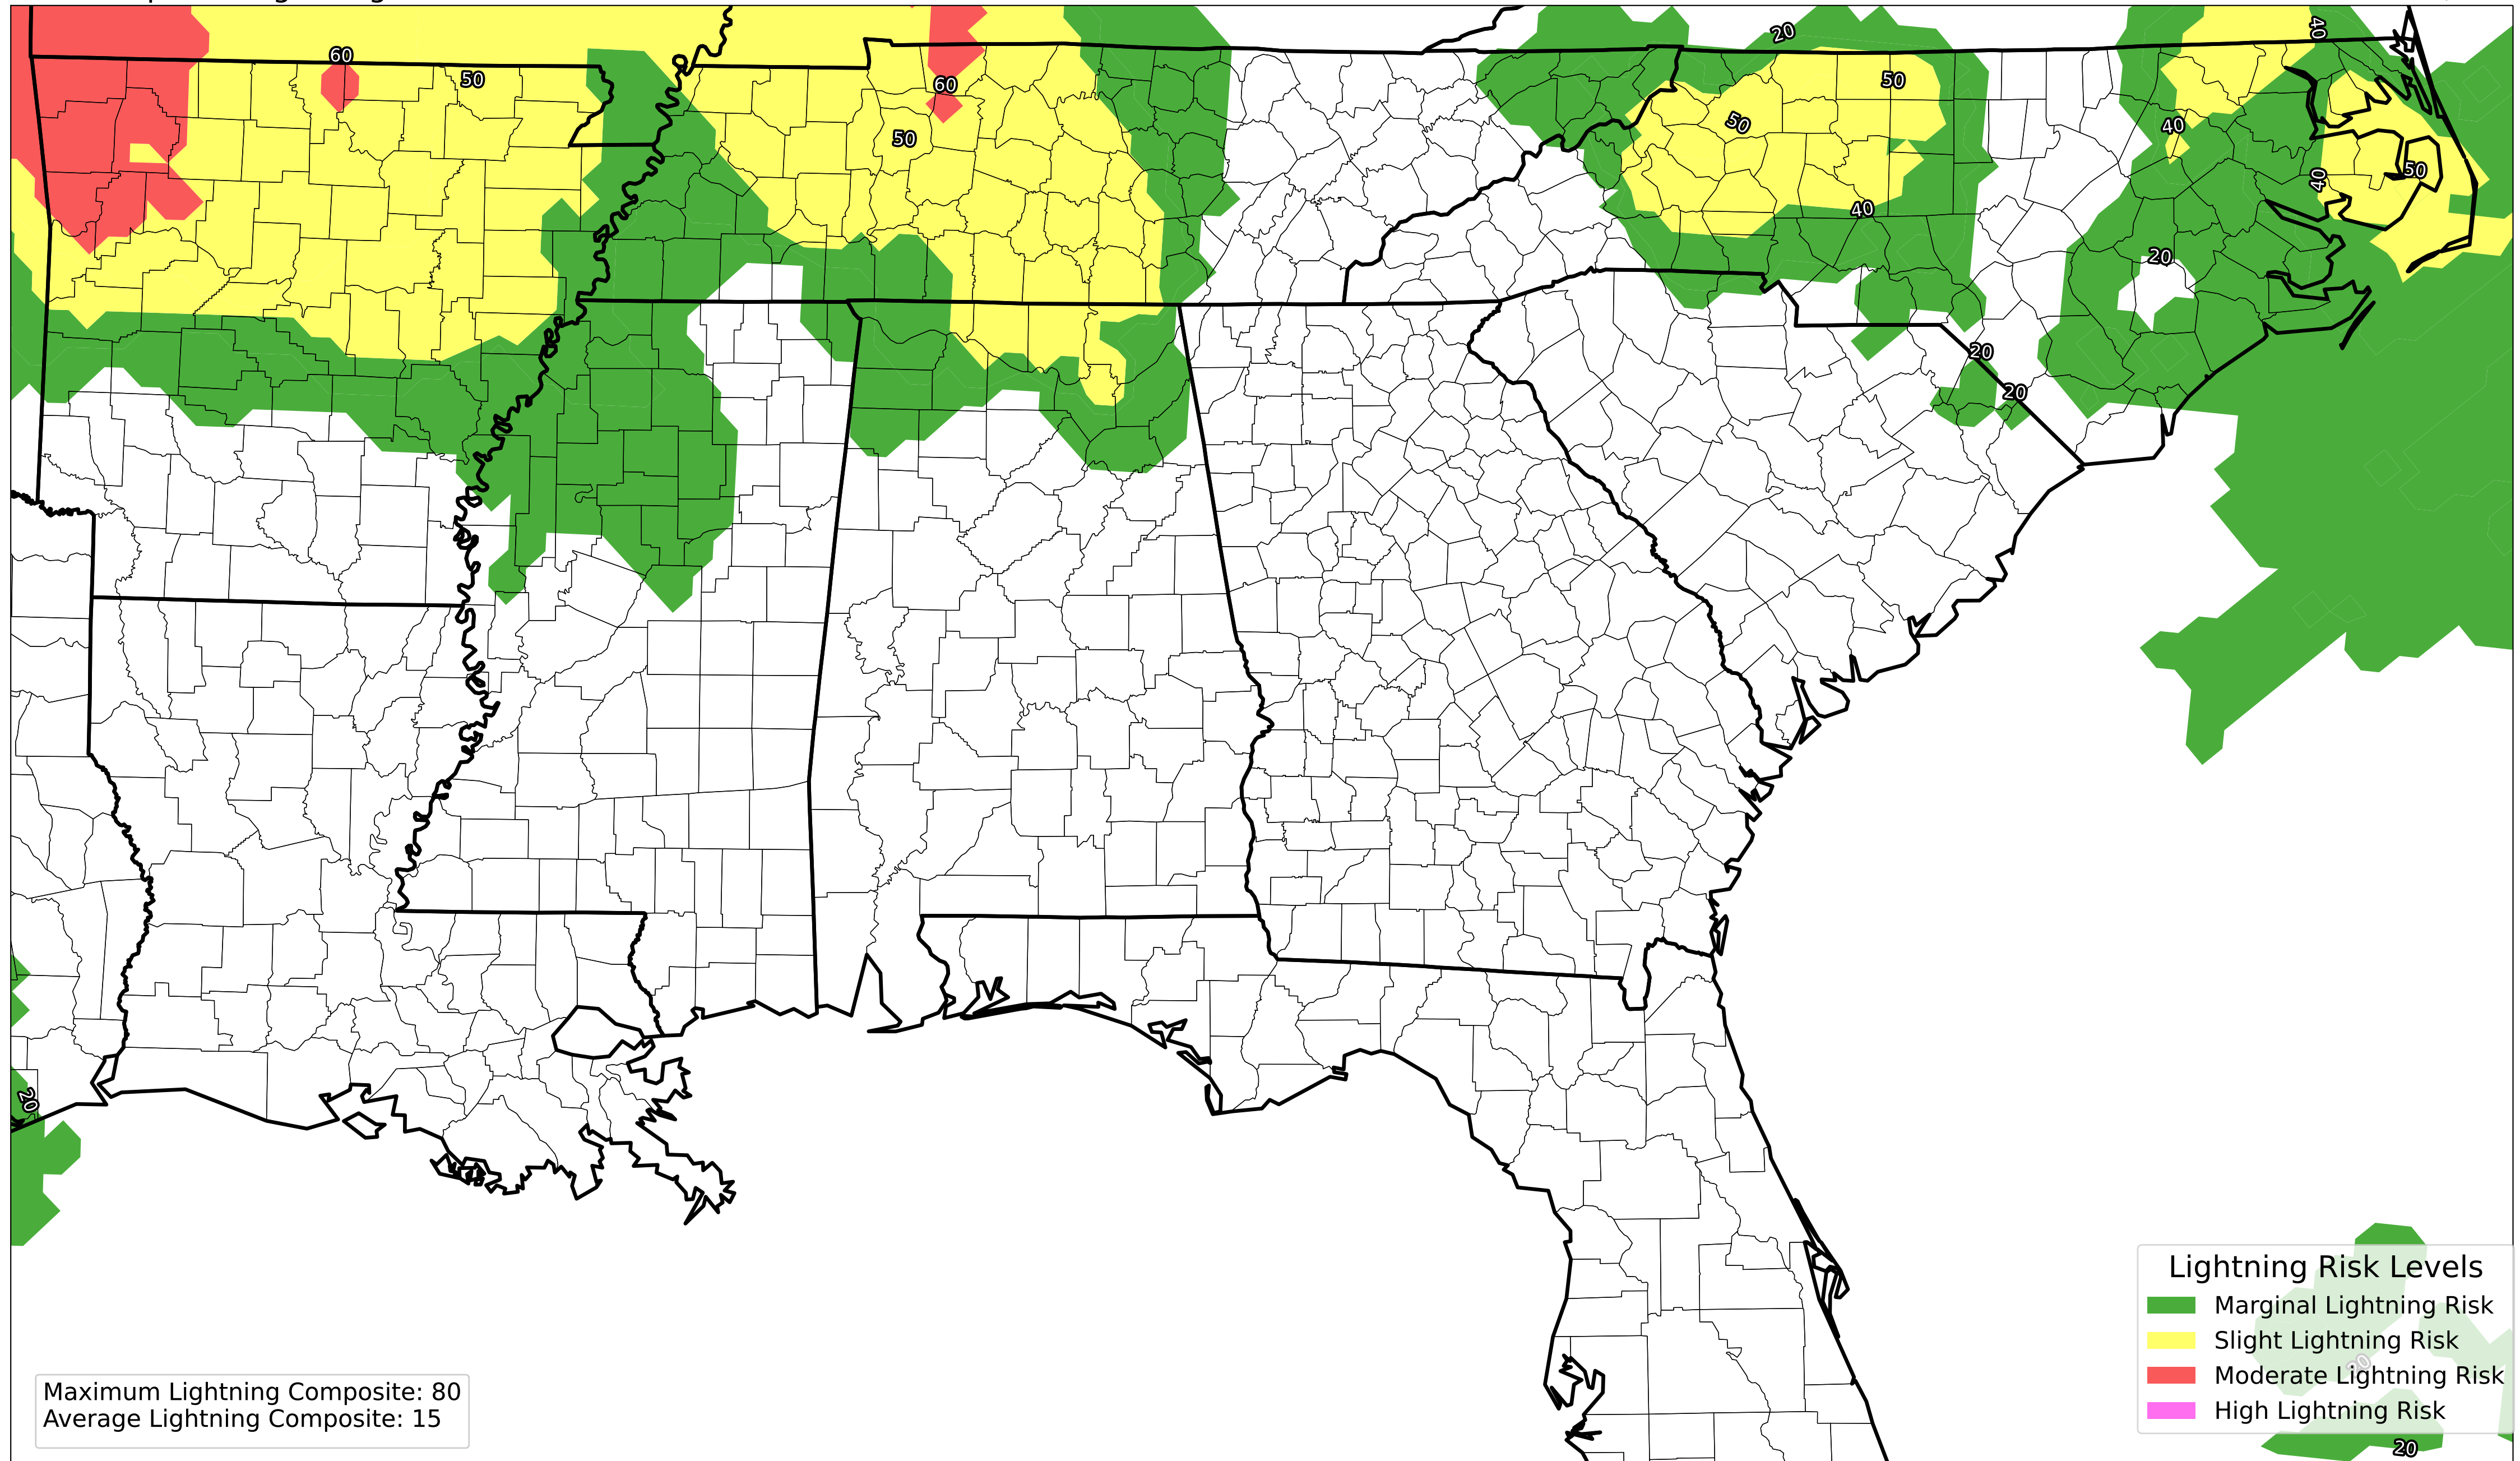 20
40
60
50
50
60
50
40
50
40
50
40
20
20
20
20
Lightning Risk Levels
Marginal Lightning Risk
Slight Lightning Risk
20
Moderate Lightning Risk
High Lightning Risk
Maximum Lightning Composite: 80
Average Lightning Composite: 15
20